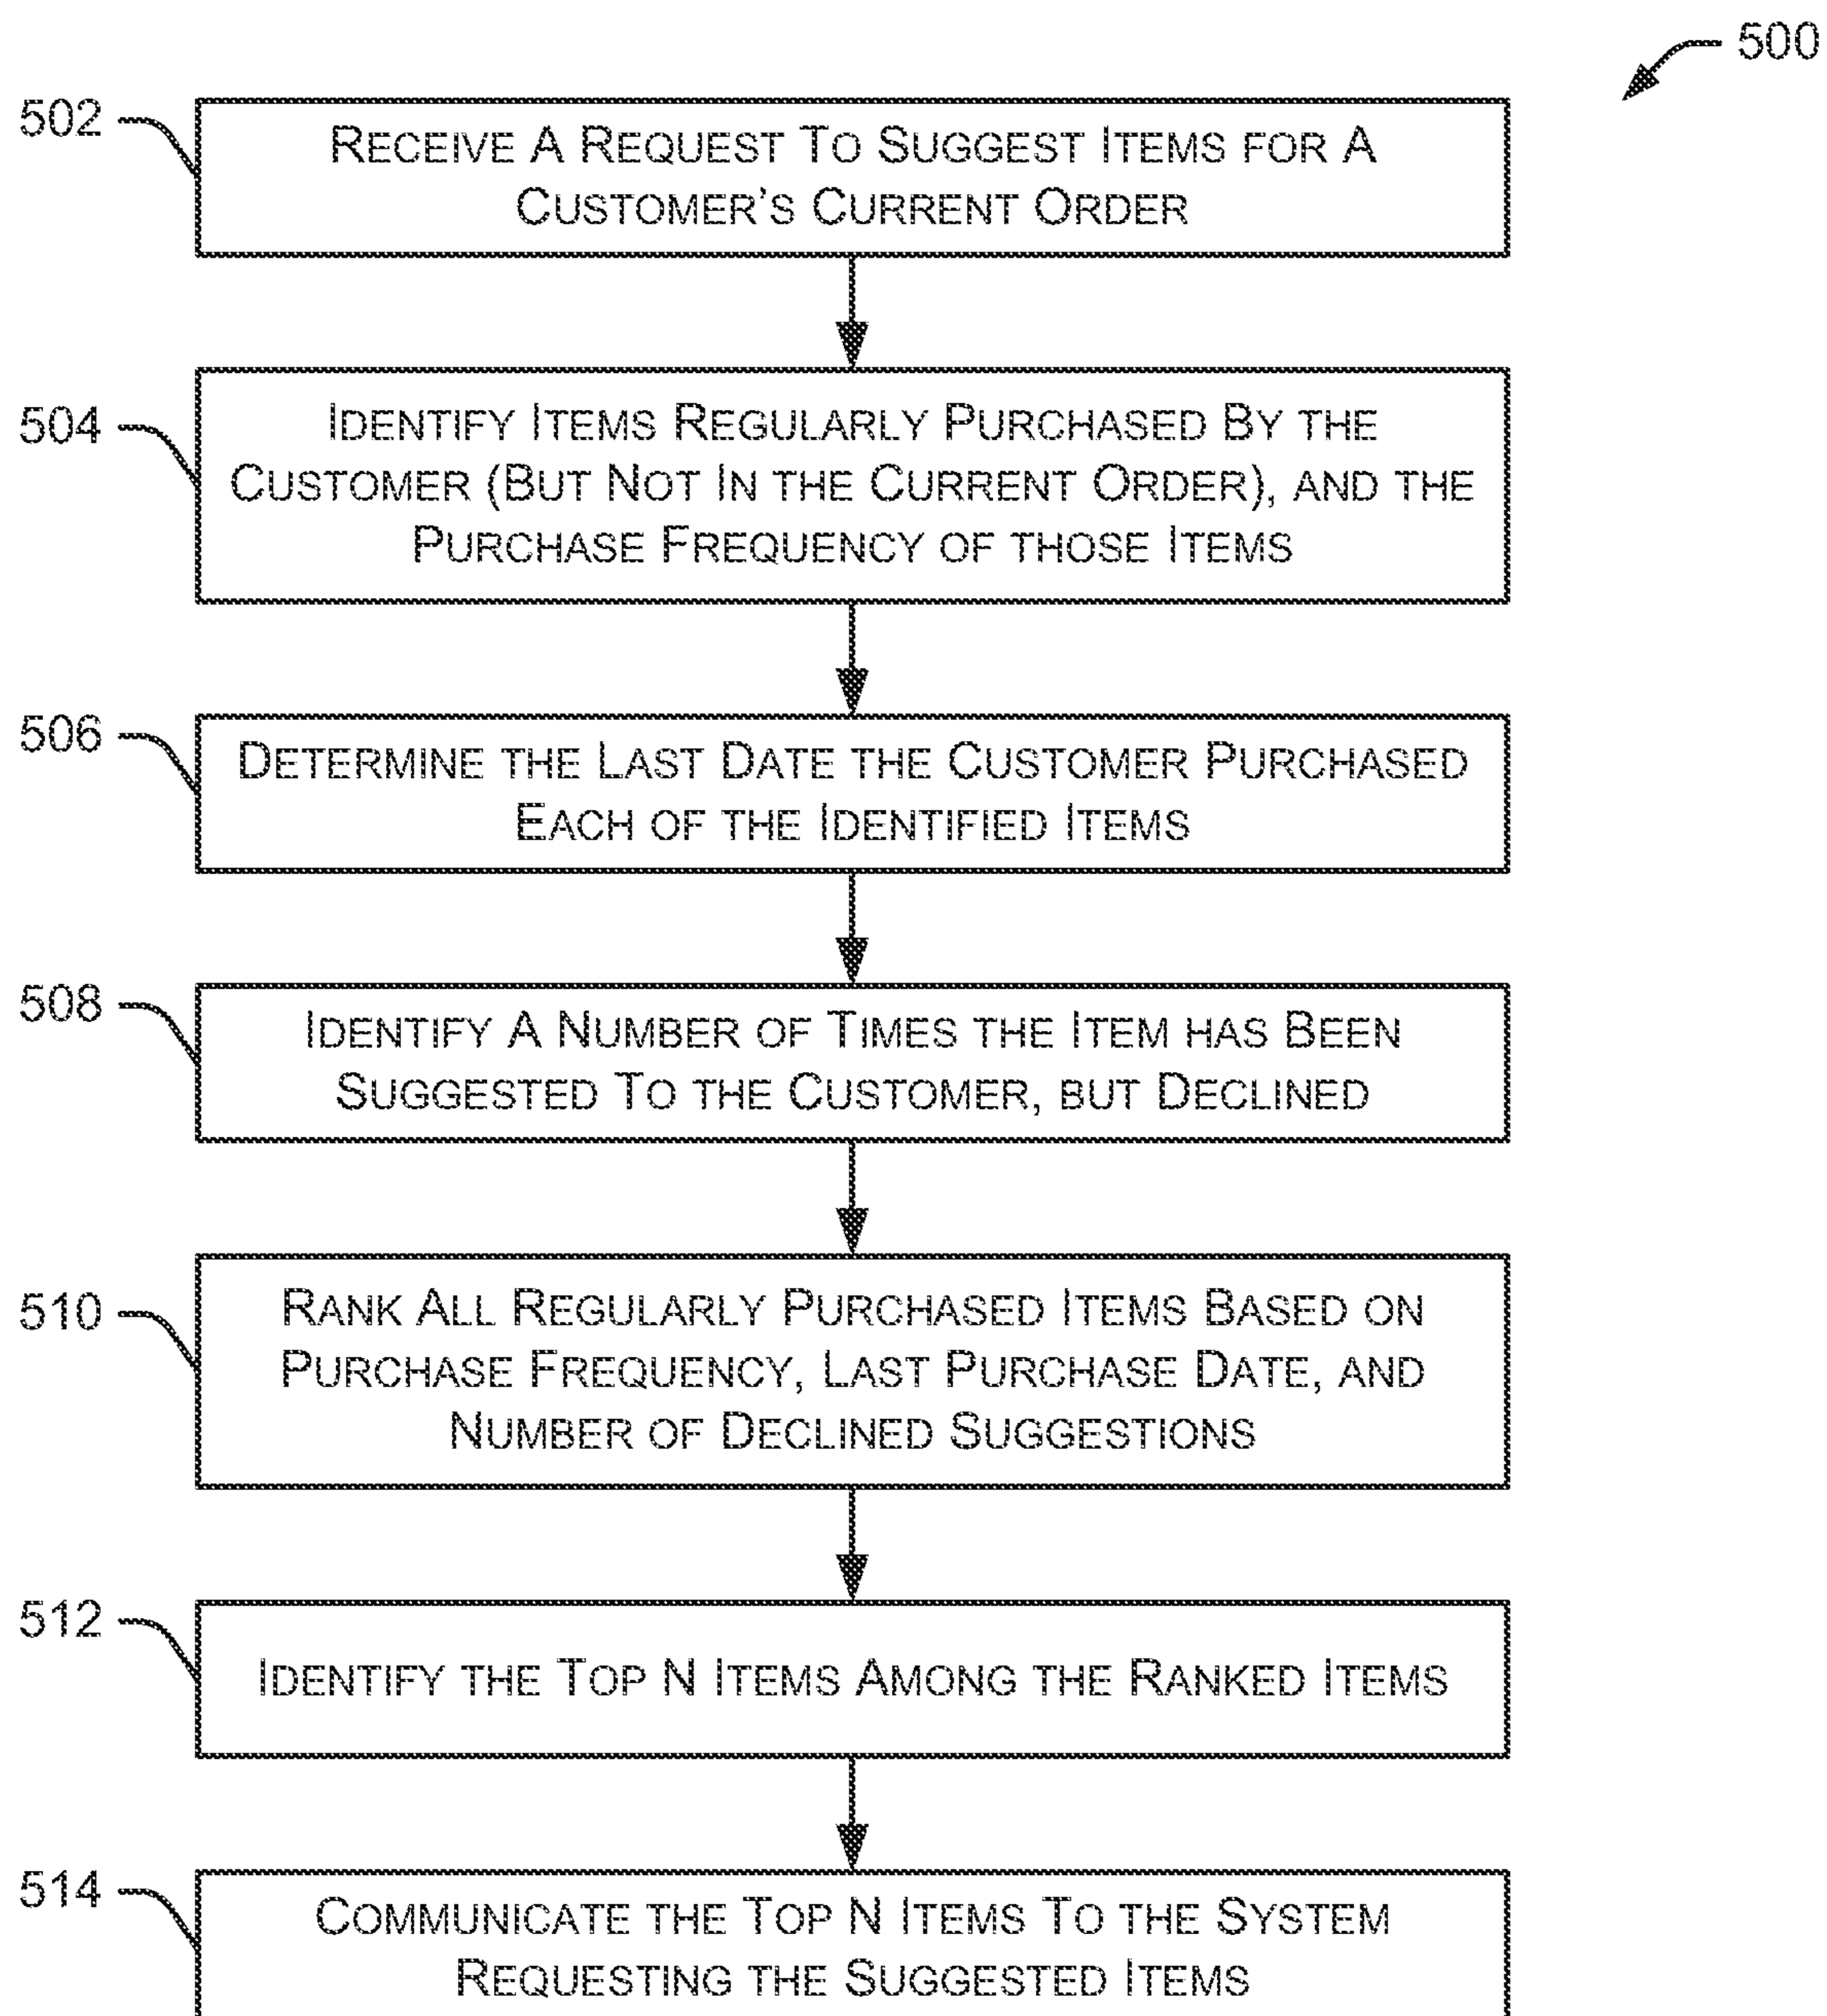 500
502
RECEIVE A REQUEST TO SUGGEST ITEMS FOR A
CUSTOMER'S CURRENT ORDER
504
IDENTIFY ITEMS REGULARLY PURCHASED BY THE
CUSTOMER (BUT NOT IN THE CURRENT ORDER), AND THE
PURCHASE FREQUENCY OF THOSE ITEMS
506
DETERMINE THE LAST DATE THE CUSTOMER PURCHASED
EACH OF THE IDENTIFIED ITEMS
508
IDENTIFY A NUMBER OF TIMES THE ITEM HAS BEEN
SUGGESTED TO THE CUSTOMER, BUT DECLINED
510
RANK ALL REGULARLY PURCHASED ITEMS BASED ON
PURCHASE FREQUENCY, LAST PURCHASE DATE, AND
NUMBER OF DECLINED SUGGESTIONS
512
IDENTIFY THE TOP N ITEMS AMONG THE RANKED ITEMS
514
COMMUNICATE THE TOP N ITEMS TO THE SYSTEM
REQUESTING THE SUGGESTED ITEMS